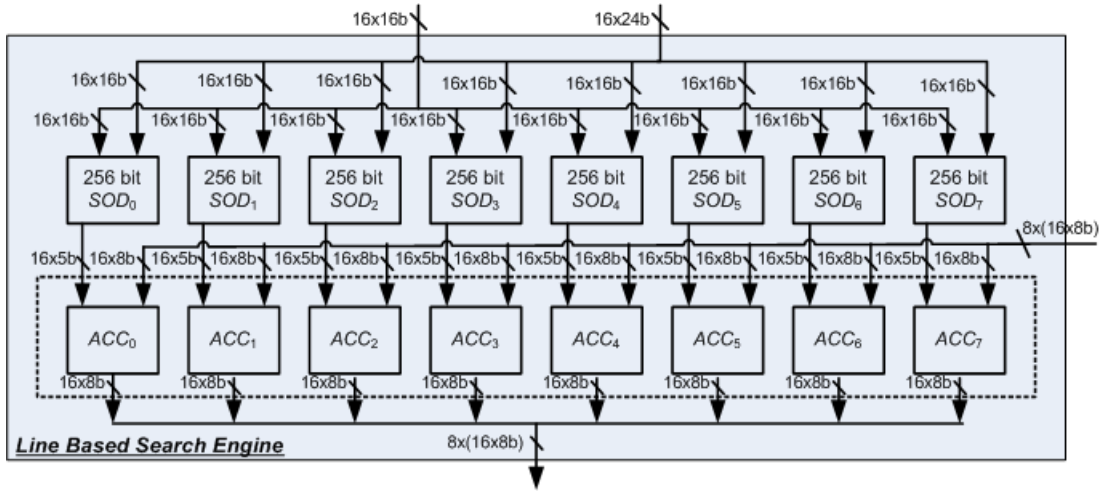 16x16b 16x24b
16x16b 16x16b 16x16b 16x16b 16x16b 16x16b 16x16b 16x16b
16x16b 16x16b 16x16b 16x16b 16x16b 16x16b 16x16b 16x16b
256 bit 256 bit 256 bit 256 bit 256 bit 256 bit 256 bit 256 bit
SOD0 SOD1 SOD2 SOD3 SOD4 SOD5 SOD6 SOD7
8x(16x8b)
16x5b 16x8b 16x5b 16x8b 16x5b 16x8b 16x5b 16x8b 16x5b 16x8b 16x5b 16x8b 16x5b 16x8b 16x5b 16x8b
ACC0 ACC1 ACC2 ACC3 ACC4 ACC5 ACC6 ACC7
16x8b 16x8b 16x8b 16x8b 16x8b 16x8b 16x8b 16x8b
Line Based Search Engine 8x(16x8b)